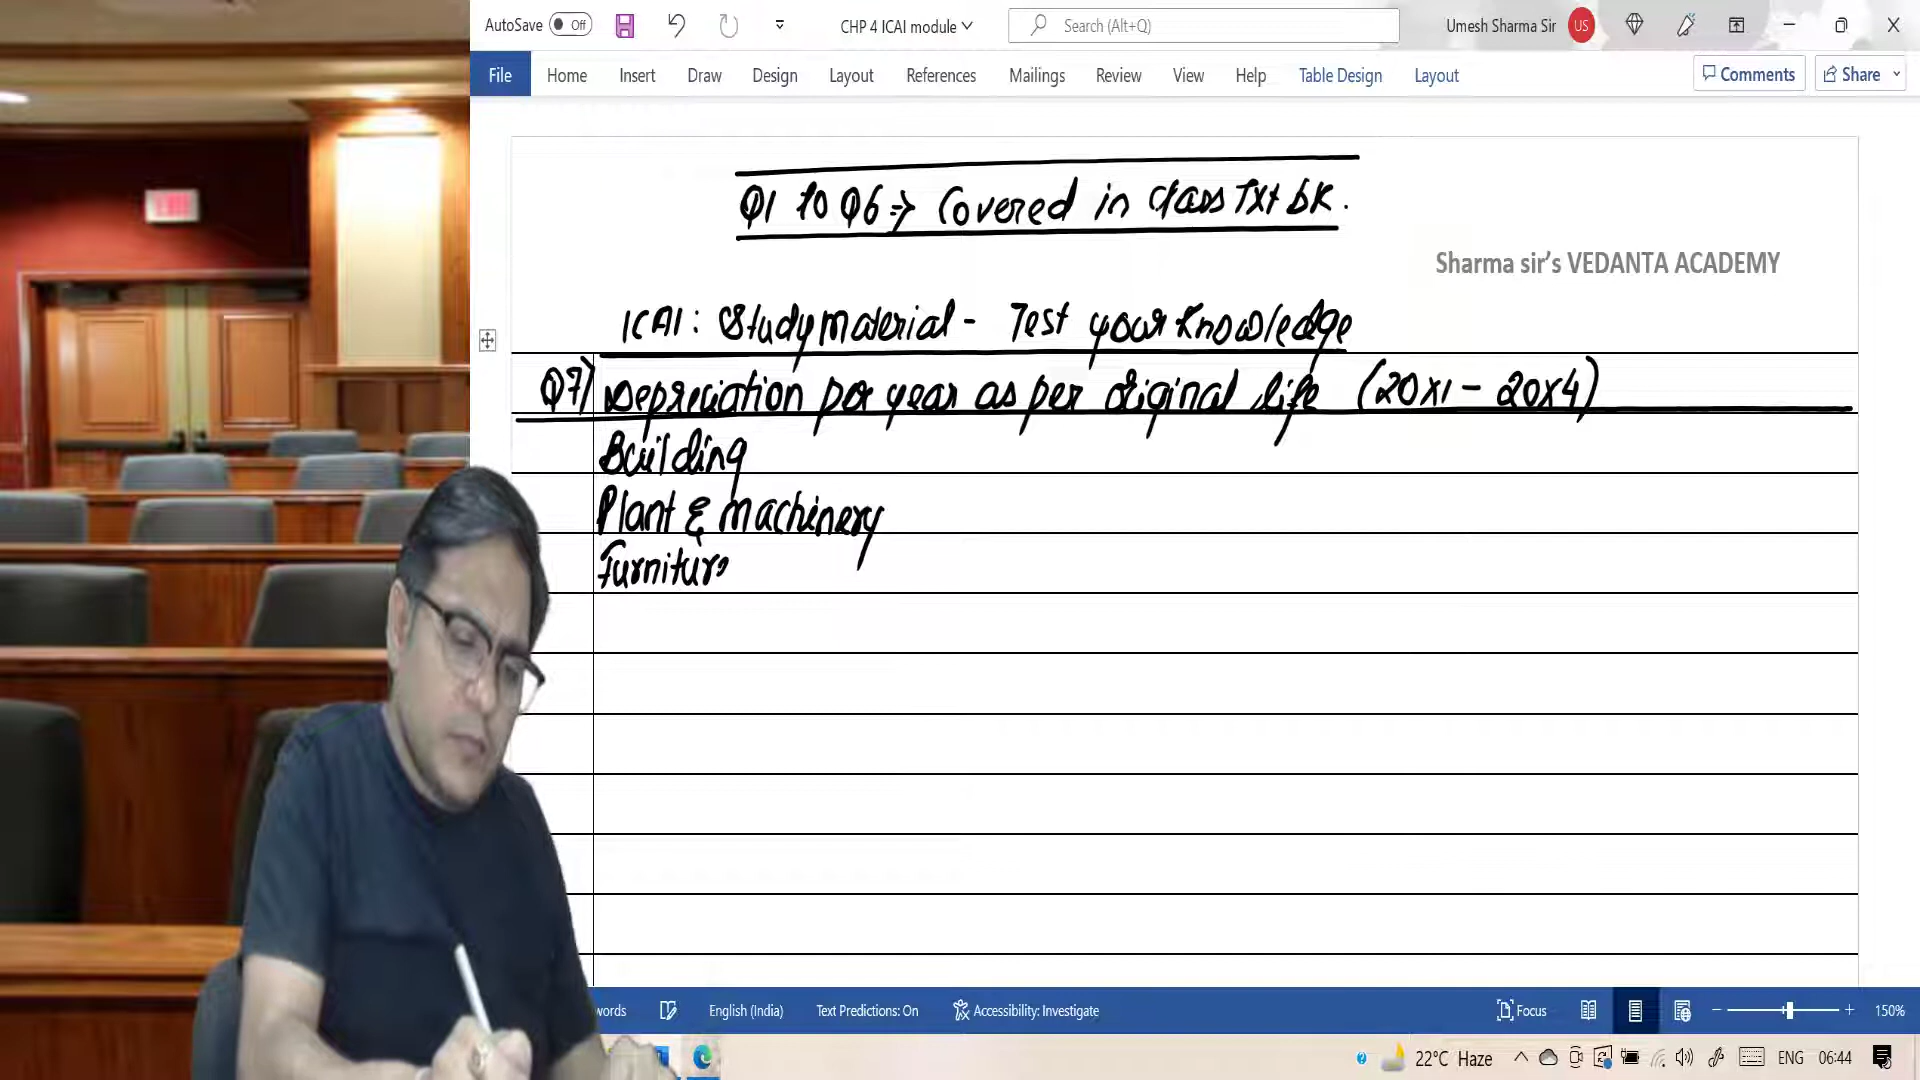 AutoSave Off CHP 4 ICAI module Search (Alt+Q) Umesh Sharma Sir US
File Home Insert Draw Design Layout References Mailings Review View Help Table Design Layout Comments Share
Q1 to Q6 => Covered in class Txt bk.
Sharma sir's VEDANTA ACADEMY
ICAI: Study material - Test your knowledge
Q7) Depreciation per year as per original life (20X1 - 20X4)
Building
Plant & machinery
Furniture
words English (India) Text Predictions: On Accessibility: Investigate Focus 150%
22°C Haze ENG 06:44